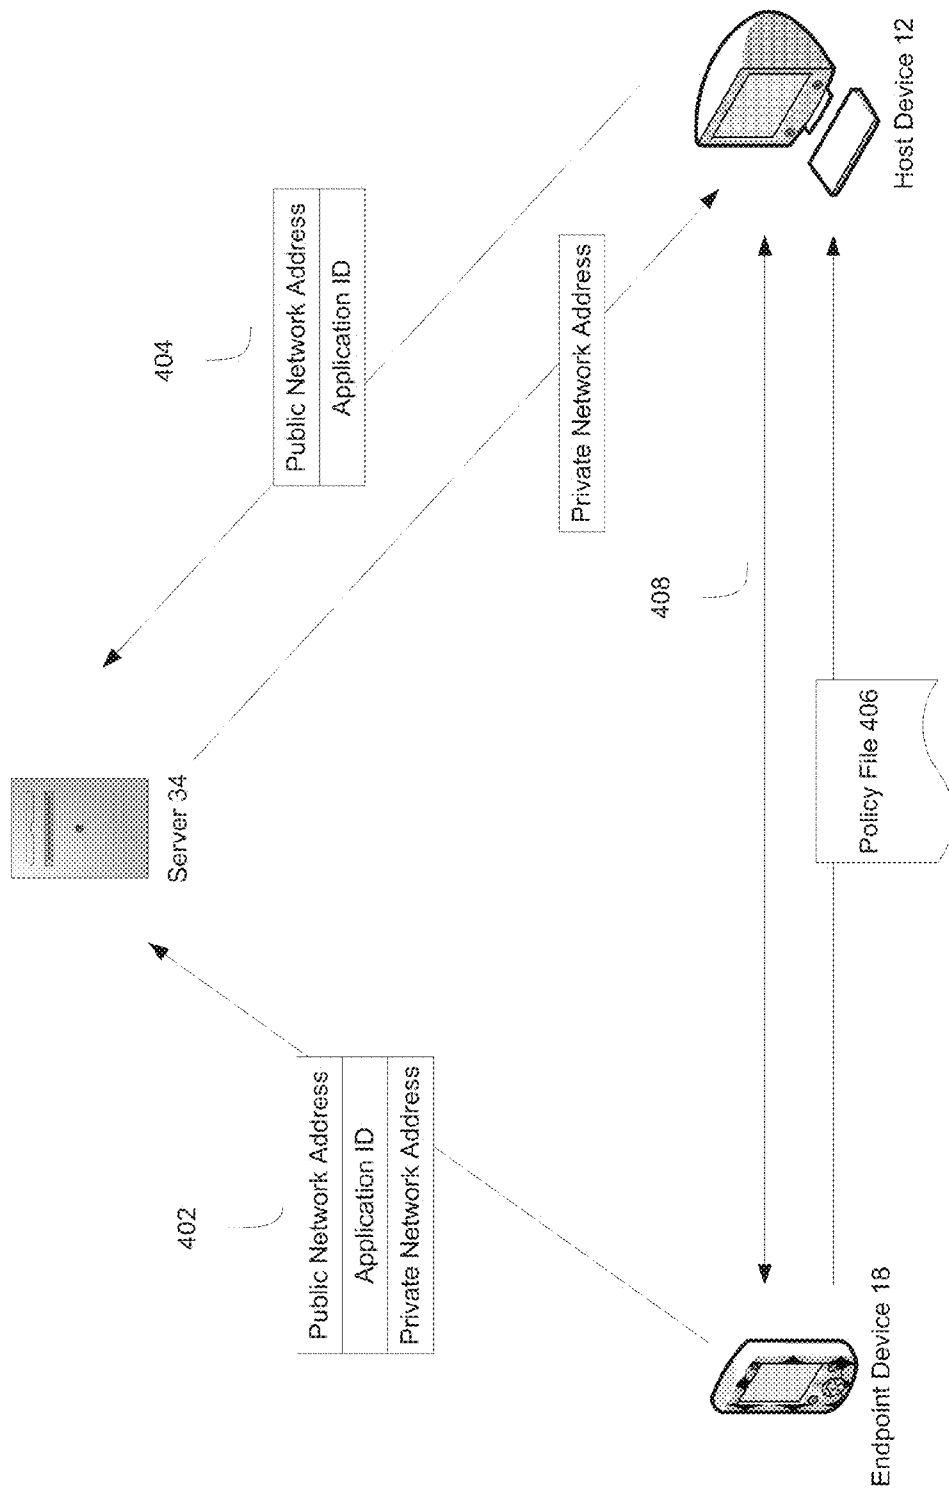 Server 34
402
Public Network Address
Application ID
Private Network Address
404
Public Network Address
Application ID
Private Network Address
408
Policy File 406
Endpoint Device 18
Host Device 12